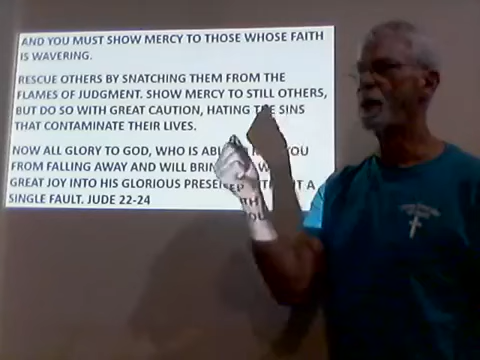 AND YOU MUST SHOW MERCY TO THOSE WHOSE FAITH
IS WAVERING.
RESCUE OTHERS BY SNATCHING THEM FROM THE
FLAMES OF JUDGMENT. SHOW MERCY TO STILL OTHERS,
BUT DO SO WITH GREAT CAUTION, HATING THE SINS
THAT CONTAMINATE THEIR LIVES.
NOW ALL GLORY TO GOD, WHO IS YOU
FROM FALLING AWAY AND WILL
GREAT JOY INTO HIS GLORIOUS A
SINGLE FAULT. JUDE 22-24